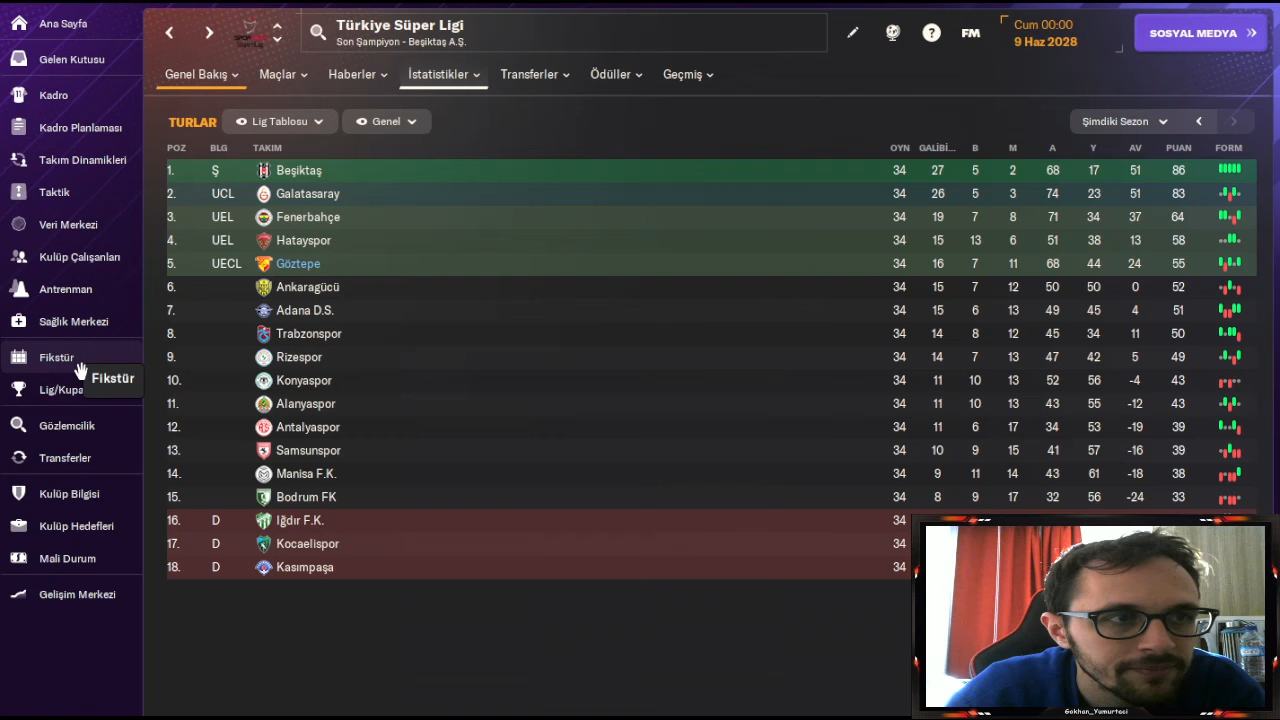 Ana Sayfa
Gelen Kutusu
Kadro
Kadro Planlaması
Takım Dinamikleri
Taktik
Veri Merkezi
Kulüp Çalışanları
Antrenman
Sağlık Merkezi
Fikstür
Fikstür
Lig/Kupa
Gözlemcilik
Transferler
Kulüp Bilgisi
Kulüp Hedefleri
Mali Durum
Gelişim Merkezi
Türkiye Süper Ligi
Son Şampiyon - Beşiktaş A.Ş.
?
FM
Cum 00:00
9 Haz 2028
SOSYAL MEDYA
Genel Bakış Maçlar Haberler İstatistikler Transferler Ödüller Geçmiş
TURLAR Lig Tablosu Genel Şimdiki Sezon
POZ BLG TAKIM OYN GALİBİ... B M A Y AV PUAN FORM
1. Ş Beşiktaş 34 27 5 2 68 17 51 86
2. UCL Galatasaray 34 26 5 3 74 23 51 83
3. UEL Fenerbahçe 34 19 7 8 71 34 37 64
4. UEL Hatayspor 34 15 13 6 51 38 13 58
5. UECL Göztepe 34 16 7 11 68 44 24 55
6. Ankaragücü 34 15 7 12 50 50 0 52
7. Adana D.S. 34 15 6 13 49 45 4 51
8. Trabzonspor 34 14 8 12 45 34 11 50
9. Rizespor 34 14 7 13 47 42 5 49
10. Konyaspor 34 11 10 13 52 56 -4 43
11. Alanyaspor 34 11 10 13 43 55 -12 43
12. Antalyaspor 34 11 6 17 34 53 -19 39
13. Samsunspor 34 10 9 15 41 57 -16 39
14. Manisa F.K. 34 9 11 14 43 61 -18 38
15. Bodrum FK 34 8 9 17 32 56 -24 33
16. D Iğdır F.K. 34
17. D Kocaelispor 34
18. D Kasımpaşa 34
Gokhan_Yumurtaci